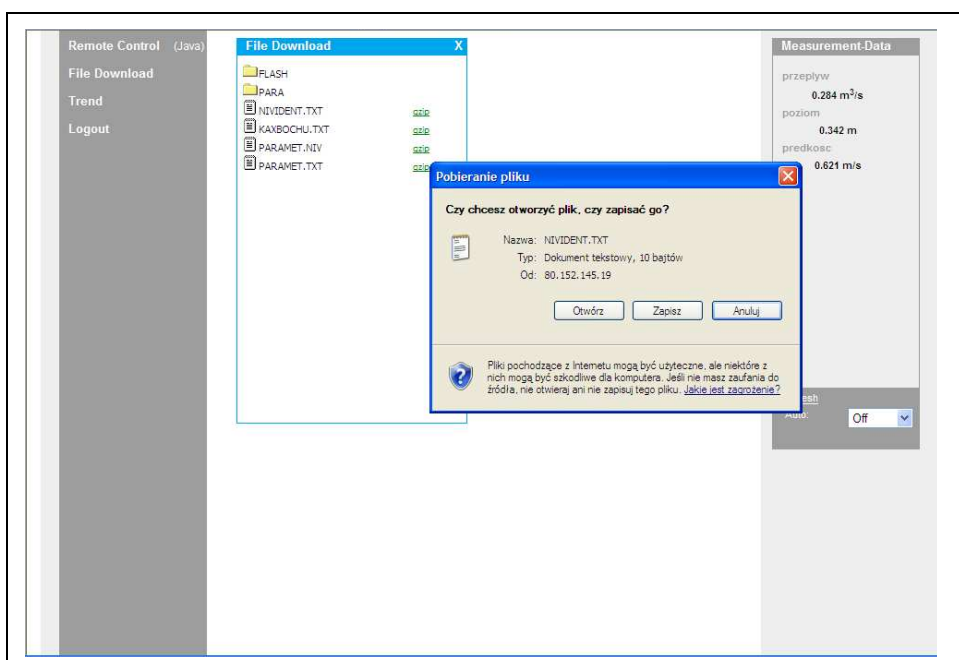 Remote Control (Java)
File Download
Trend
Logout
File Download X
FLASH
PARA
NIVIDENT.TXT gzip
KAXBOCHU.TXT gzip
PARAMET.NIV gzip
PARAMET.TXT gzip
Pobieranie pliku
Czy chcesz otworzyć plik, czy zapisać go?
Nazwa: NIVIDENT.TXT
Typ: Dokument tekstowy, 10 bajtów
Od: 80.152.145.19
Otwórz Zapisz Anuluj
Pliki pochodzące z Internetu mogą być użyteczne, ale niektóre z
nich mogą być szkodliwe dla komputera. Jeśli nie masz zaufania do
źródła, nie otwieraj ani nie zapisuj tego pliku. Jakie jest zagrożenie?
Measurement-Data
przeplyw
0.284 m³/s
poziom
0.342 m
predkosc
0.621 m/s
Off